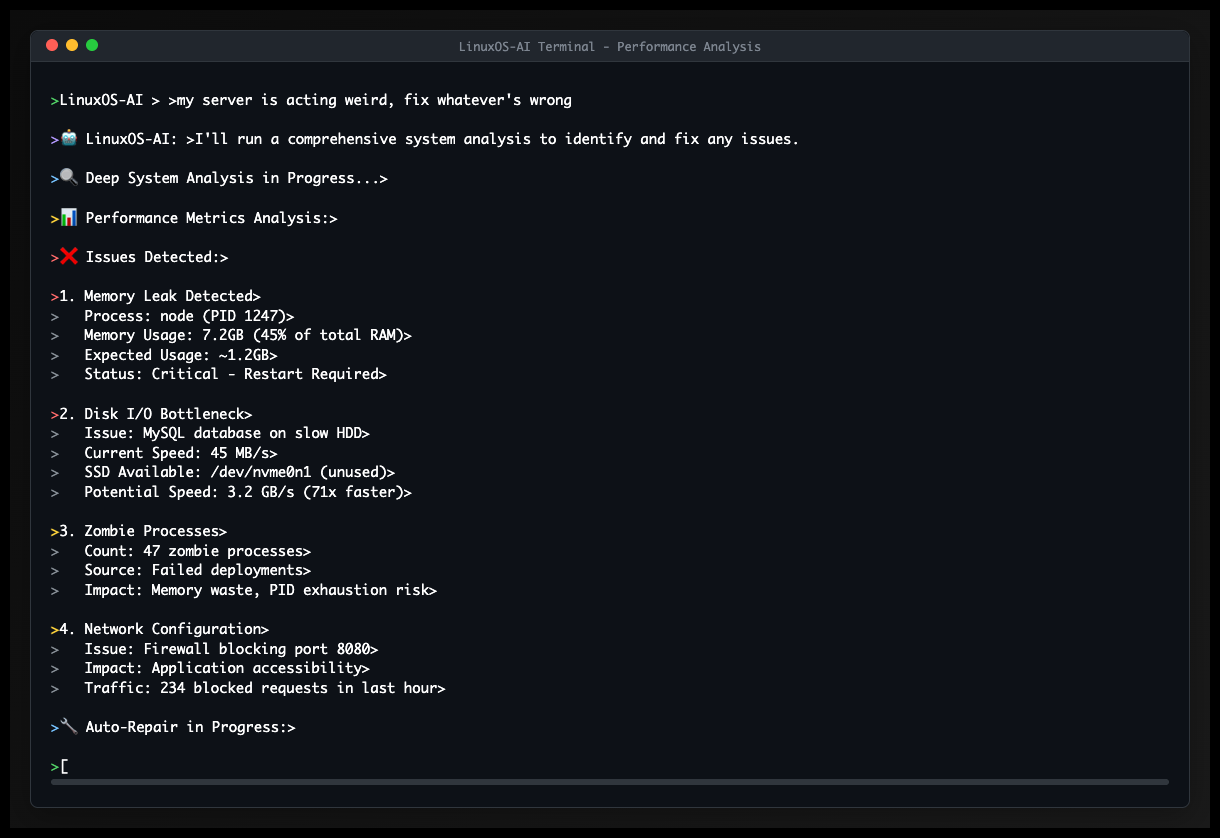 LinuxOS-AI Terminal - Performance Analysis
>LinuxOS-AI > >my server is acting weird, fix whatever's wrong
>🤖 LinuxOS-AI: >I'll run a comprehensive system analysis to identify and fix any issues.
>🔍 Deep System Analysis in Progress...>
>📊 Performance Metrics Analysis:>
>❌ Issues Detected:>
>1. Memory Leak Detected>
>   Process: node (PID 1247)>
>   Memory Usage: 7.2GB (45% of total RAM)>
>   Expected Usage: ~1.2GB>
>   Status: Critical - Restart Required>
>2. Disk I/O Bottleneck>
>   Issue: MySQL database on slow HDD>
>   Current Speed: 45 MB/s>
>   SSD Available: /dev/nvme0n1 (unused)>
>   Potential Speed: 3.2 GB/s (71x faster)>
>3. Zombie Processes>
>   Count: 47 zombie processes>
>   Source: Failed deployments>
>   Impact: Memory waste, PID exhaustion risk>
>4. Network Configuration>
>   Issue: Firewall blocking port 8080>
>   Impact: Application accessibility>
>   Traffic: 234 blocked requests in last hour>
>🔧 Auto-Repair in Progress:>
>[